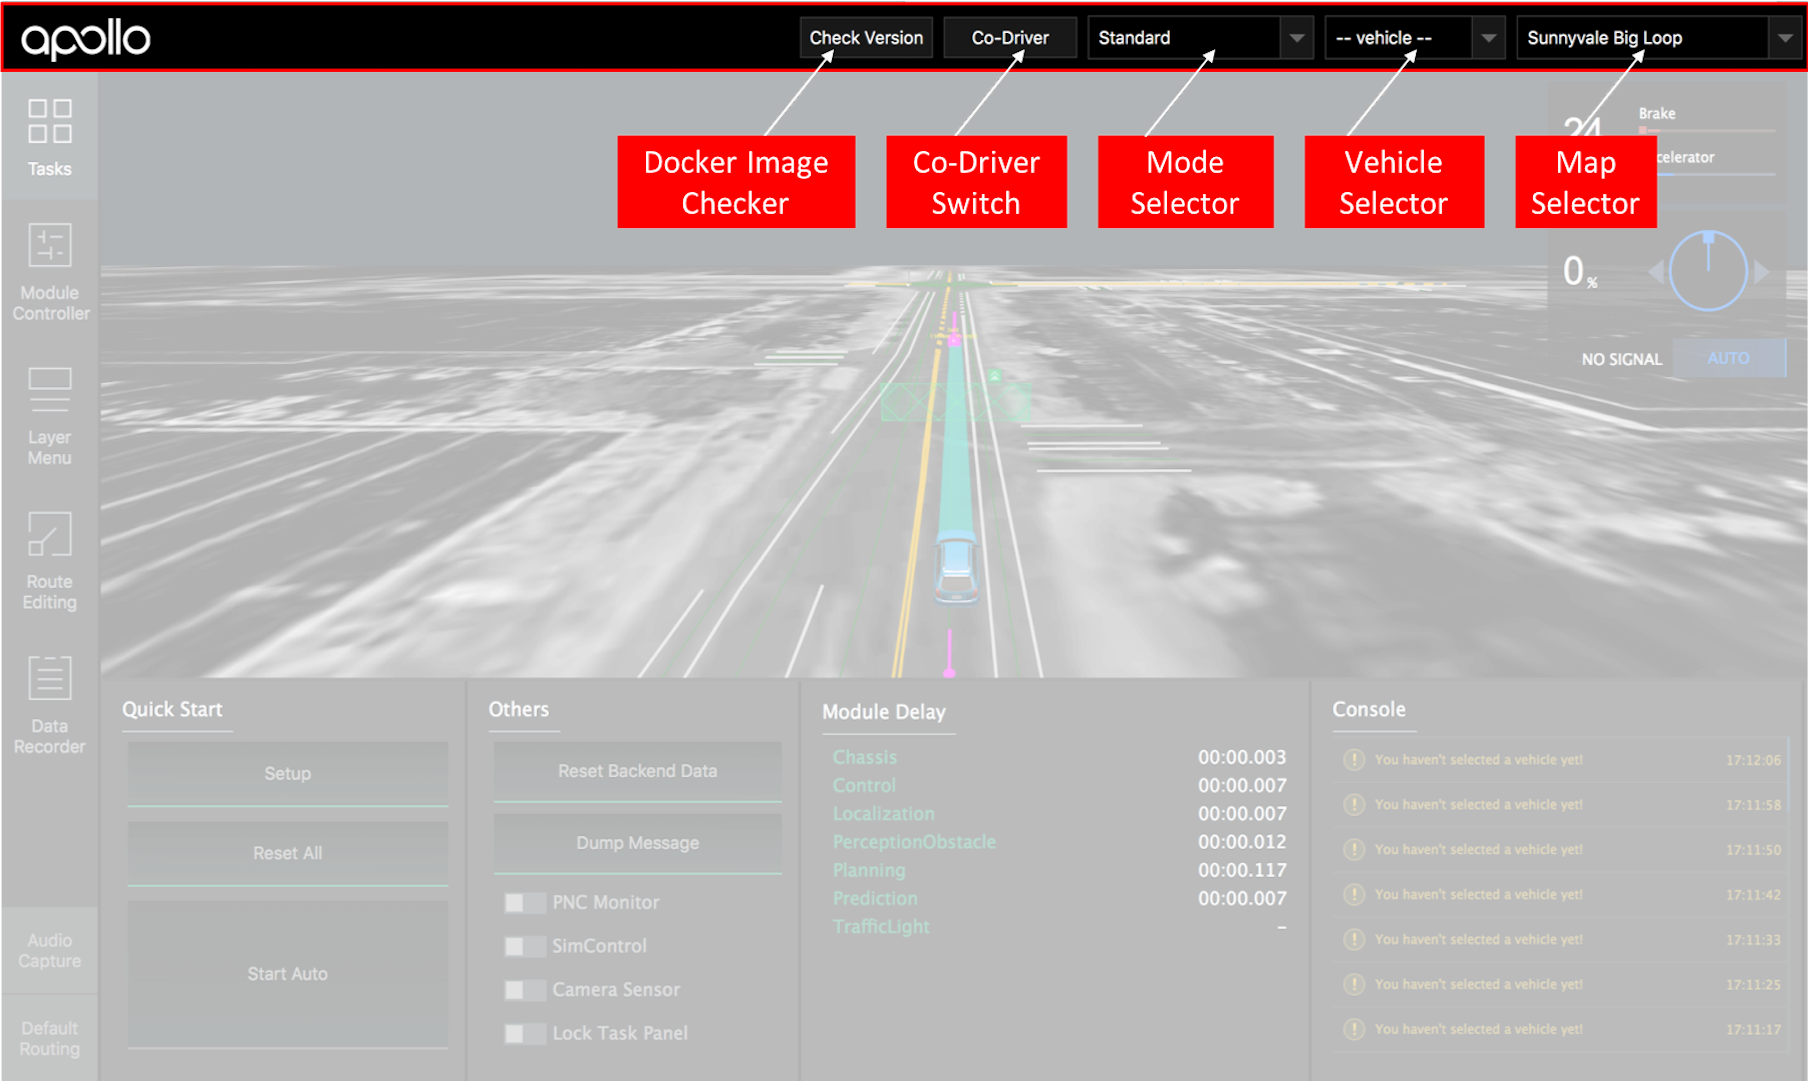 apollo
Check Version
Co-Driver
Standard
-- vehicle --
Sunnyvale Big Loop
Docker Image
Checker
Co-Driver
Switch
Mode
Selector
Vehicle
Selector
Map
Selector
Tasks
Module
Controller
Layer
Menu
Route
Editing
Data
Recorder
Audio
Capture
Default
Routing
24
Brake
celerator
0 %
NO SIGNAL
AUTO
Quick Start
Setup
Reset All
Start Auto
Others
Reset Backend Data
Dump Message
PNC Monitor
SimControl
Camera Sensor
Lock Task Panel
Module Delay
Chassis 00:00.003
Control 00:00.007
Localization 00:00.007
PerceptionObstacle 00:00.012
Planning 00:00.117
Prediction 00:00.007
TrafficLight –
Console
You haven't selected a vehicle yet! 17:12:06
You haven't selected a vehicle yet! 17:11:58
You haven't selected a vehicle yet! 17:11:50
You haven't selected a vehicle yet! 17:11:42
You haven't selected a vehicle yet! 17:11:33
You haven't selected a vehicle yet! 17:11:25
You haven't selected a vehicle yet! 17:11:17